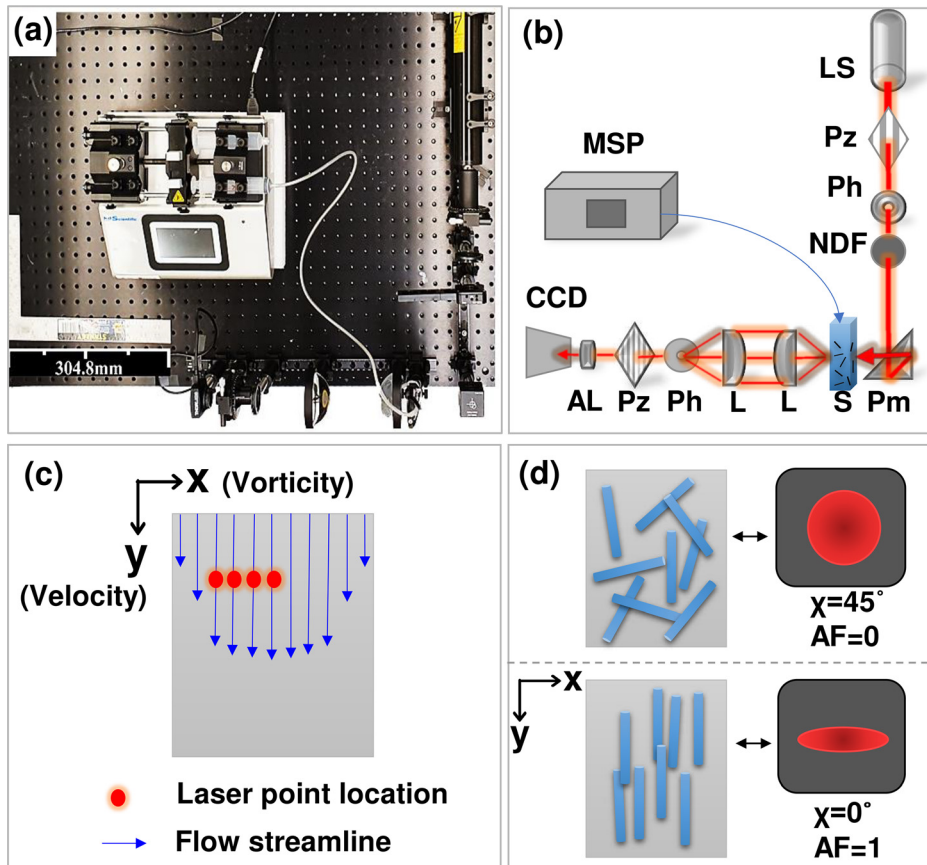 (a)
Scientific
304.8mm
(b)
LS
Pz
MSP
Ph
NDF
CCD
AL Pz Ph L L S Pm
(c)
x (Vorticity)
y
(Velocity)
Laser point location
Flow streamline
(d)
χ=45°
AF=0
x
y
χ=0°
AF=1